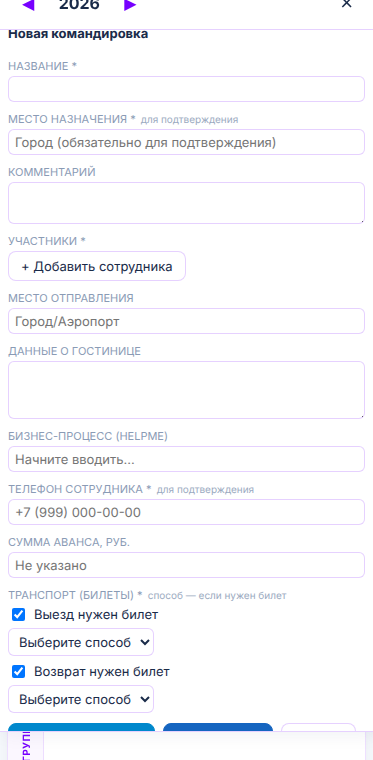 ◀ 2026 ▶ ×
Новая командировка
НАЗВАНИЕ *
МЕСТО НАЗНАЧЕНИЯ * для подтверждения
Город (обязательно для подтверждения)
КОММЕНТАРИЙ
УЧАСТНИКИ *
+ Добавить сотрудника
МЕСТО ОТПРАВЛЕНИЯ
Город/Аэропорт
ДАННЫЕ О ГОСТИНИЦЕ
БИЗНЕС-ПРОЦЕСС (HELPME)
Начните вводить...
ТЕЛЕФОН СОТРУДНИКА * для подтверждения
+7 (999) 000-00-00
СУММА АВАНСА, РУБ.
Не указано
ТРАНСПОРТ (БИЛЕТЫ) * способ — если нужен билет
Выезд нужен билет
Выберите способ
Возврат нужен билет
Выберите способ